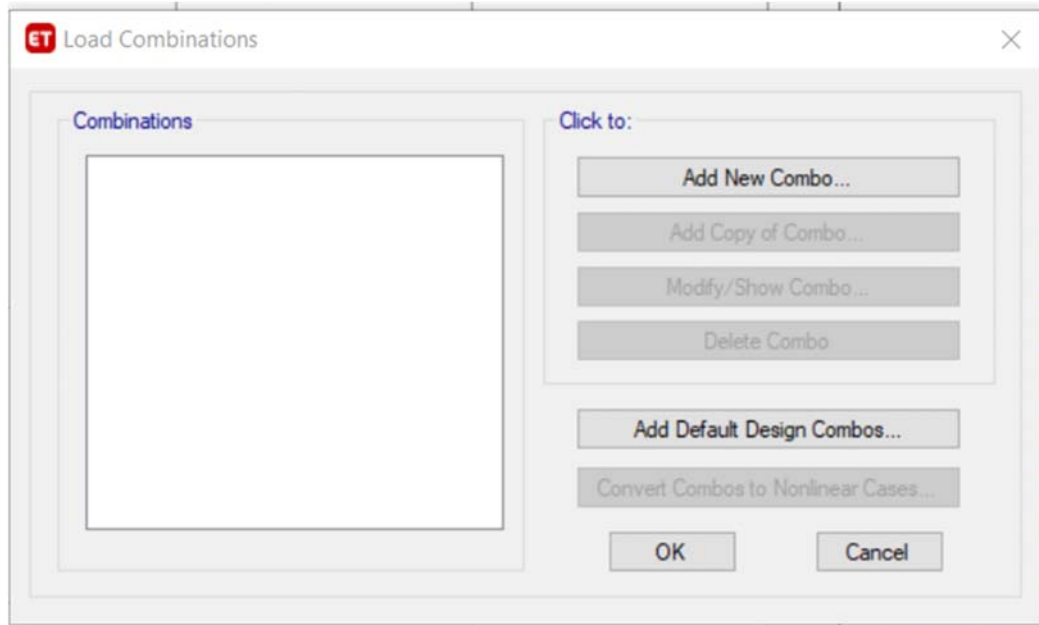 ET Load Combinations
Combinations
Click to:
Add New Combo...
Add Copy of Combo...
Modify/Show Combo...
Delete Combo
Add Default Design Combos...
Convert Combos to Nonlinear Cases...
OK Cancel